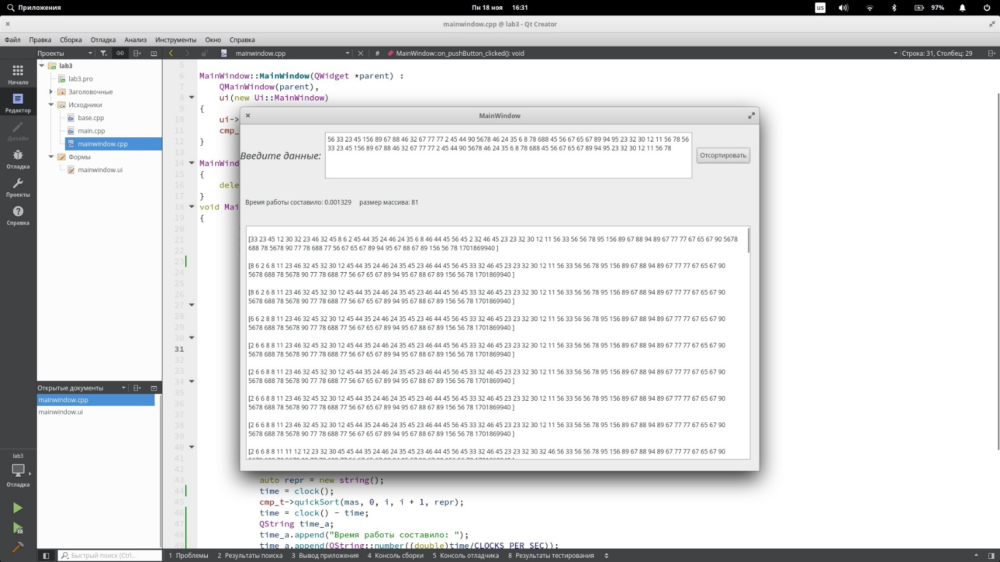 Приложения
Пн 18 ноя 16:31
us
97%
mainwindow.cpp @ lab3 - Qt Creator
Файл Правка Сборка Отладка Анализ Инструменты Окно Справка
Проекты
mainwindow.cpp
# MainWindow::on_pushButton_clicked(): void
Строка: 31, Столбец: 29
Начало
Редактор
Дизайн
Отладка
Проекты
Справка
lab3
lab3.pro
Заголовочные
Исходники
base.cpp
main.cpp
mainwindow.cpp
Формы
mainwindow.ui
Открытые документы
mainwindow.cpp
mainwindow.ui
lab3
Отладка
5
6 MainWindow::MainWindow(QWidget *parent) :
7 QMainWindow(parent),
8 ui(new Ui::MainWindow)
9 {
10 ui->
11 cmp_
12 }
13
14 MainWind
15 {
16 dele
17 }
18 void Mai
19 {
20
21
22
23
24
25
26
27
28
29
30
31
32
33
34
35
36
37
38
39
40
41
42
43 auto repr = new string();
44 time = clock();
45 cmp_t->quickSort(mas, 0, i, i + 1, repr);
46 time = clock() - time;
47 QString time_a;
48 time_a.append("Время работы составило: ");
49 time_a.append(QString::number((double)time/CLOCKS_PER_SEC));
MainWindow
Введите данные:
56 33 23 45 156 89 67 88 46 32 67 77 77 2 45 44 90 5678 46 24 35 6 8 78 688 45 56 67 65 67 89 94 95 23 32 30 12 11 56 78 56
33 23 45 156 89 67 88 46 32 67 77 77 2 45 44 90 5678 46 24 35 6 8 78 688 45 56 67 65 67 89 94 95 23 32 30 12 11 56 78
Отсортировать
Время работы составило: 0.001329 размер массива: 81
[33 23 45 12 30 32 23 46 32 45 8 6 2 45 44 35 24 46 24 35 6 8 46 44 45 56 45 2 32 46 45 23 23 32 30 12 11 56 33 56 56 78 95 156 89 67 88 94 89 67 77 77 67 65 67 90 5678
688 78 5678 90 77 78 688 77 56 67 65 67 89 94 95 67 88 67 89 156 56 78 1701869940 ]
[8 6 2 6 8 11 23 46 32 45 32 30 12 45 44 35 24 46 24 35 45 23 46 44 45 56 45 33 32 46 45 23 23 32 30 12 11 56 33 56 56 78 95 156 89 67 88 94 89 67 77 77 67 65 67 90
5678 688 78 5678 90 77 78 688 77 56 67 65 67 89 94 95 67 88 67 89 156 56 78 1701869940 ]
[8 6 2 6 8 11 23 46 32 45 32 30 12 45 44 35 24 46 24 35 45 23 46 44 45 56 45 33 32 46 45 23 23 32 30 12 11 56 33 56 56 78 95 156 89 67 88 94 89 67 77 77 67 65 67 90
5678 688 78 5678 90 77 78 688 77 56 67 65 67 89 94 95 67 88 67 89 156 56 78 1701869940 ]
[6 6 2 8 8 11 23 46 32 45 32 30 12 45 44 35 24 46 24 35 45 23 46 44 45 56 45 33 32 46 45 23 23 32 30 12 11 56 33 56 56 78 95 156 89 67 88 94 89 67 77 77 67 65 67 90
5678 688 78 5678 90 77 78 688 77 56 67 65 67 89 94 95 67 88 67 89 156 56 78 1701869940 ]
[2 6 6 8 8 11 23 46 32 45 32 30 12 45 44 35 24 46 24 35 45 23 46 44 45 56 45 33 32 46 45 23 23 32 30 12 11 56 33 56 56 78 95 156 89 67 88 94 89 67 77 77 67 65 67 90
5678 688 78 5678 90 77 78 688 77 56 67 65 67 89 94 95 67 88 67 89 156 56 78 1701869940 ]
[2 6 6 8 8 11 23 46 32 45 32 30 12 45 44 35 24 46 24 35 45 23 46 44 45 56 45 33 32 46 45 23 23 32 30 12 11 56 33 56 56 78 95 156 89 67 88 94 89 67 77 77 67 65 67 90
5678 688 78 5678 90 77 78 688 77 56 67 65 67 89 94 95 67 88 67 89 156 56 78 1701869940 ]
[2 6 6 8 8 11 23 46 32 45 32 30 12 45 44 35 24 46 24 35 45 23 46 44 45 56 45 33 32 46 45 23 23 32 30 12 11 56 33 56 56 78 95 156 89 67 88 94 89 67 77 77 67 65 67 90
5678 688 78 5678 90 77 78 688 77 56 67 65 67 89 94 95 67 88 67 89 156 56 78 1701869940 ]
[2 6 6 8 8 11 23 46 32 45 32 30 12 45 44 35 24 46 24 35 45 23 46 44 45 56 45 33 32 46 45 23 23 32 30 12 11 56 33 56 56 78 95 156 89 67 88 94 89 67 77 77 67 65 67 90
5678 688 78 5678 90 77 78 688 77 56 67 65 67 89 94 95 67 88 67 89 156 56 78 1701869940 ]
[2 6 6 8 8 11 11 12 12 23 32 30 45 45 44 35 24 46 24 35 45 23 46 44 45 56 45 33 32 46 45 23 23 32 30 32 46 56 33 56 56 78 95 156 89 67 88 94 89 67 77 77 67 65 67 90
Быстрый поиск (Ctrl...
1 Проблемы 2 Результаты поиска 3 Вывод приложения 4 Консоль сборки 5 Консоль отладчика 8 Результаты тестирования